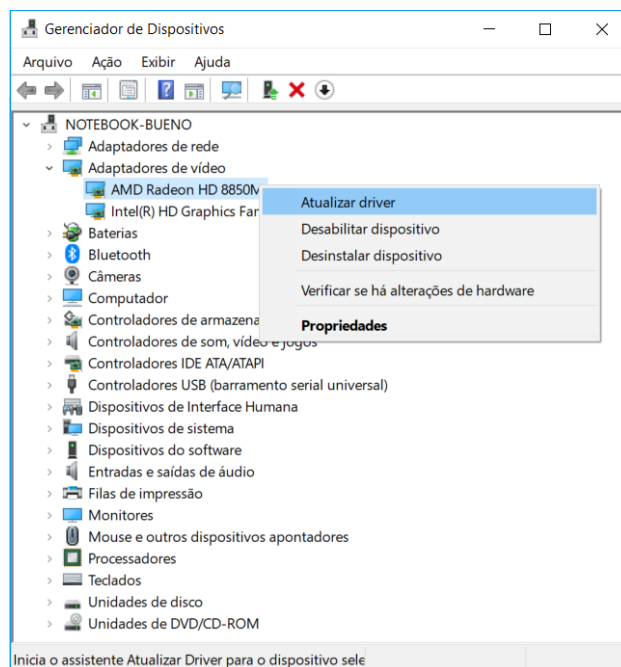 Gerenciador de Dispositivos
Arquivo Ação Exibir Ajuda
NOTEBOOK-BUENO
Adaptadores de rede
Adaptadores de vídeo
AMD Radeon HD 8850M
Intel(R) HD Graphics
Atualizar driver
Desabilitar dispositivo
Desinstalar dispositivo
Verificar se há alterações de hardware
Propriedades
Baterias
Bluetooth
Câmeras
Computador
Controladores de
Controladores de som, vídeo e jogos
Controladores IDE ATA/ATAPI
Controladores USB (barramento serial universal)
Dispositivos de Interface Humana
Dispositivos de sistema
Dispositivos do software
Entradas e saídas de áudio
Filas de impressão
Monitores
Mouse e outros dispositivos apontadores
Processadores
Teclados
Unidades de disco
Unidades de DVD/CD-ROM
Inicia o assistente Atualizar Driver para o dispositivo sele